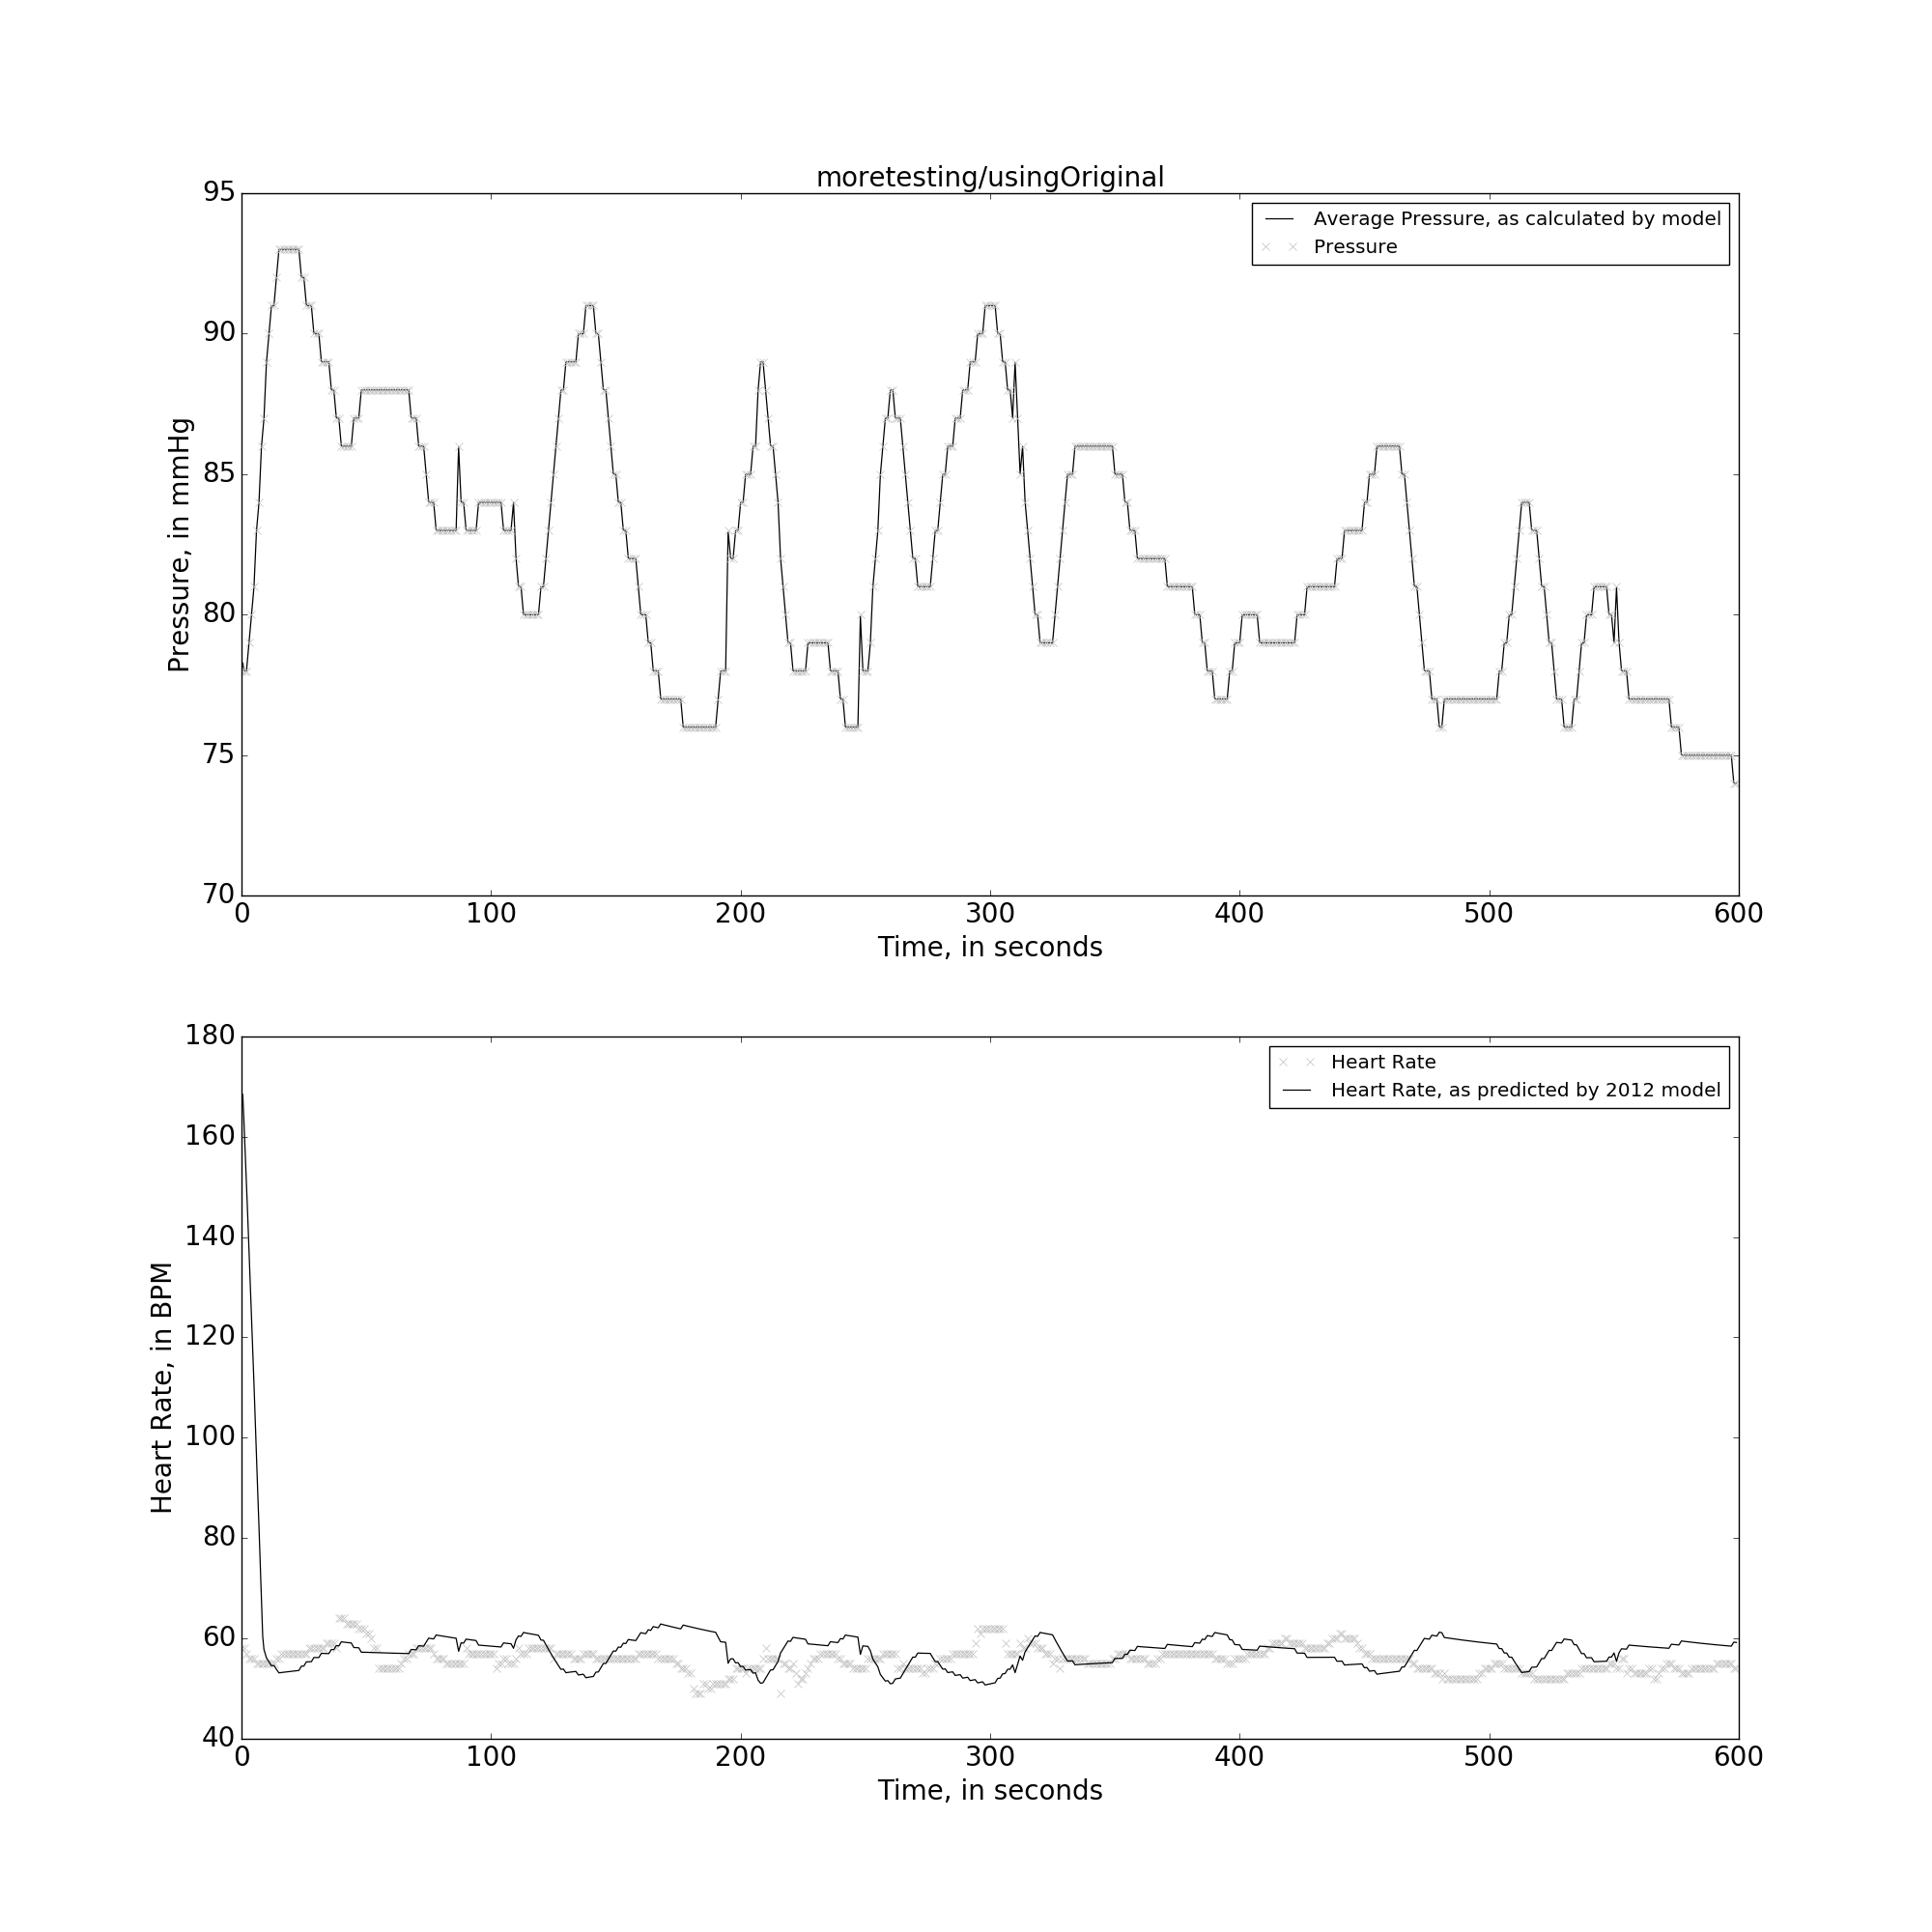 moretesting/usingOriginal
95
90
85
80
75
70
Pressure, in mmHg
Average Pressure, as calculated by model
Pressure
0 100 200 300 400 500 600
Time, in seconds
180
160
140
120
100
80
60
40
Heart Rate, in BPM
Heart Rate
Heart Rate, as predicted by 2012 model
0 100 200 300 400 500 600
Time, in seconds